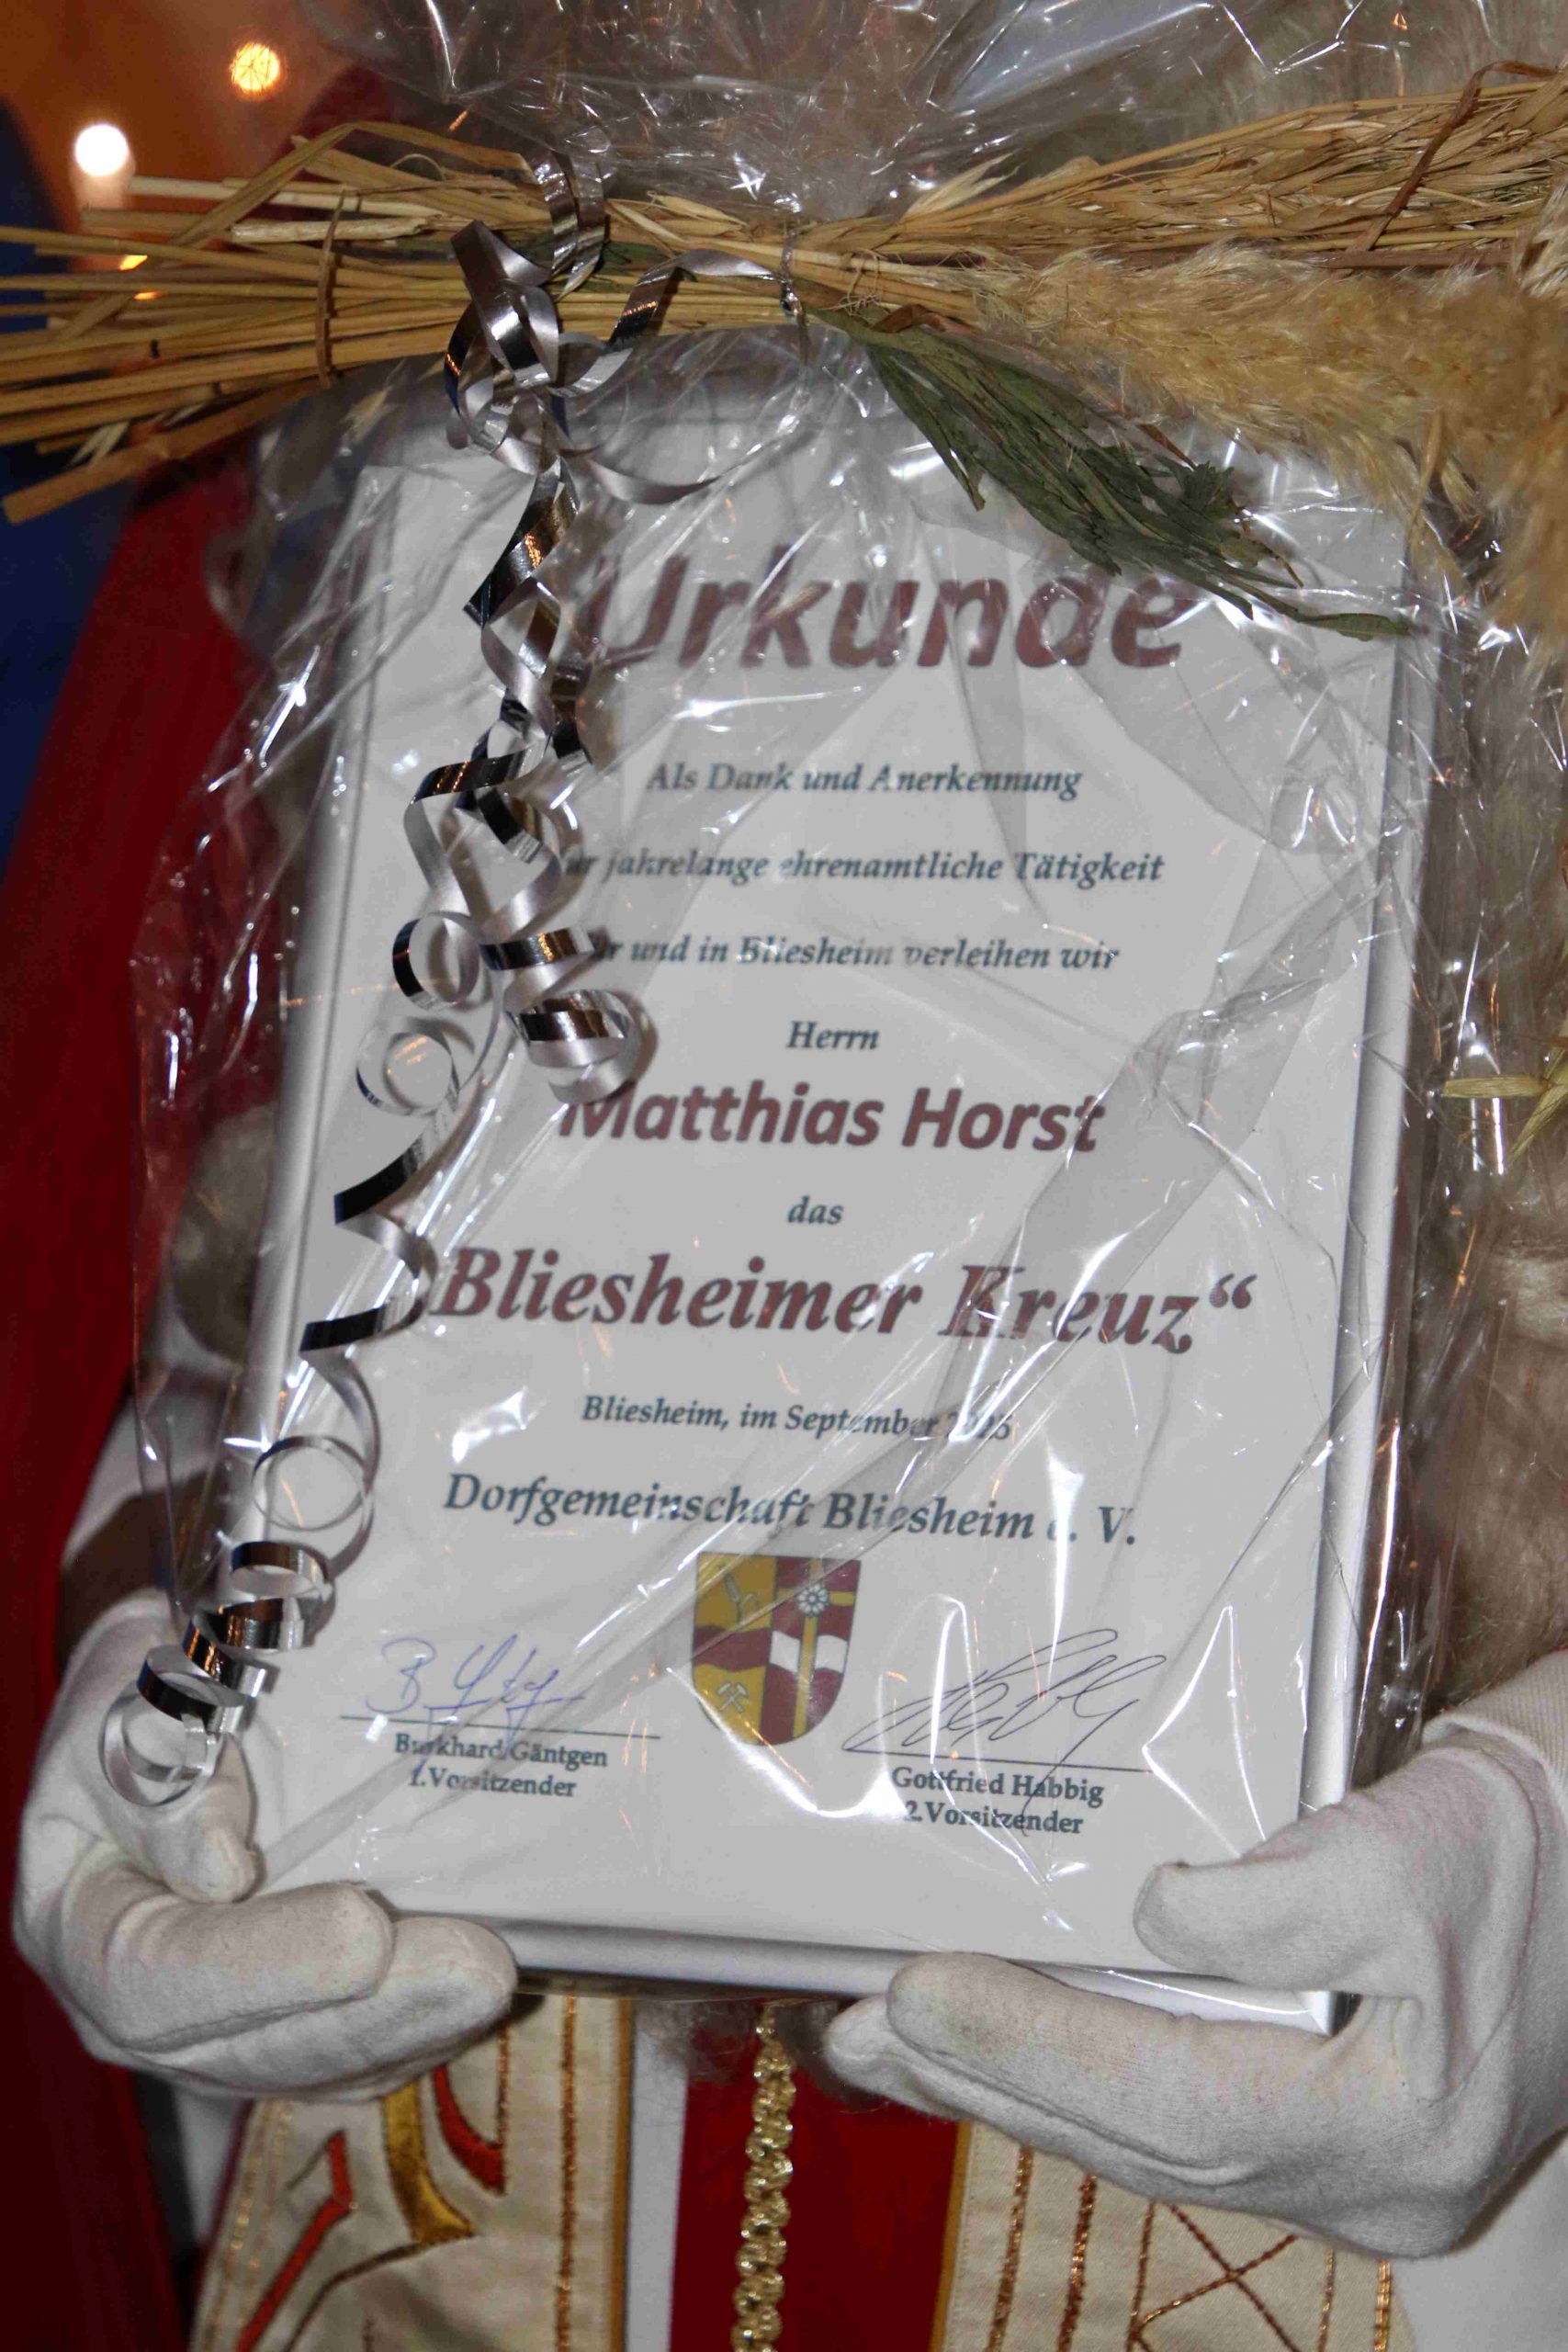 Urkunde
Als Dank und Anerkennung
jahrelange ehrenamtliche Tätigkeit
und in Bliesheim verleihen wir
Herrn
Matthias Horst
das
Bliesheimer Kreuz“
Bliesheim, im September
Dorfgemeinschaft Bliesheim e. V.
Burkhard Gäntgen
1.Vorsitzender
Gottfried Habbig
2.Vorsitzender